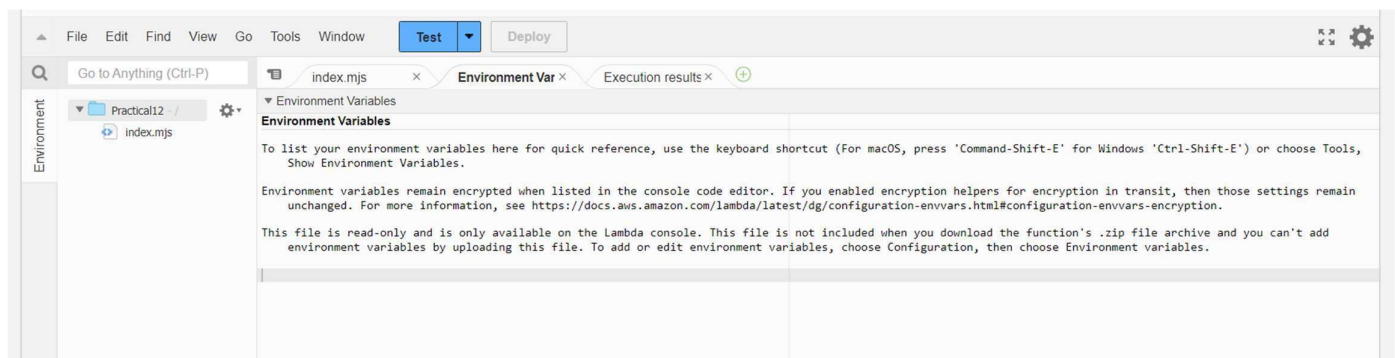 File Edit Find View Go Tools Window Test Deploy
Go to Anything (Ctrl-P) index.mjs × Environment Var × Execution results ×
Environment
Practical12 - /
index.mjs
Environment Variables
Environment Variables
To list your environment variables here for quick reference, use the keyboard shortcut (For macOS, press 'Command-Shift-E' for Windows 'Ctrl-Shift-E') or choose Tools,
Show Environment Variables.
Environment variables remain encrypted when listed in the console code editor. If you enabled encryption helpers for encryption in transit, then those settings remain
unchanged. For more information, see https://docs.aws.amazon.com/lambda/latest/dg/configuration-envvars.html#configuration-envvars-encryption.
This file is read-only and is only available on the Lambda console. This file is not included when you download the function's .zip file archive and you can't add
environment variables by uploading this file. To add or edit environment variables, choose Configuration, then choose Environment variables.